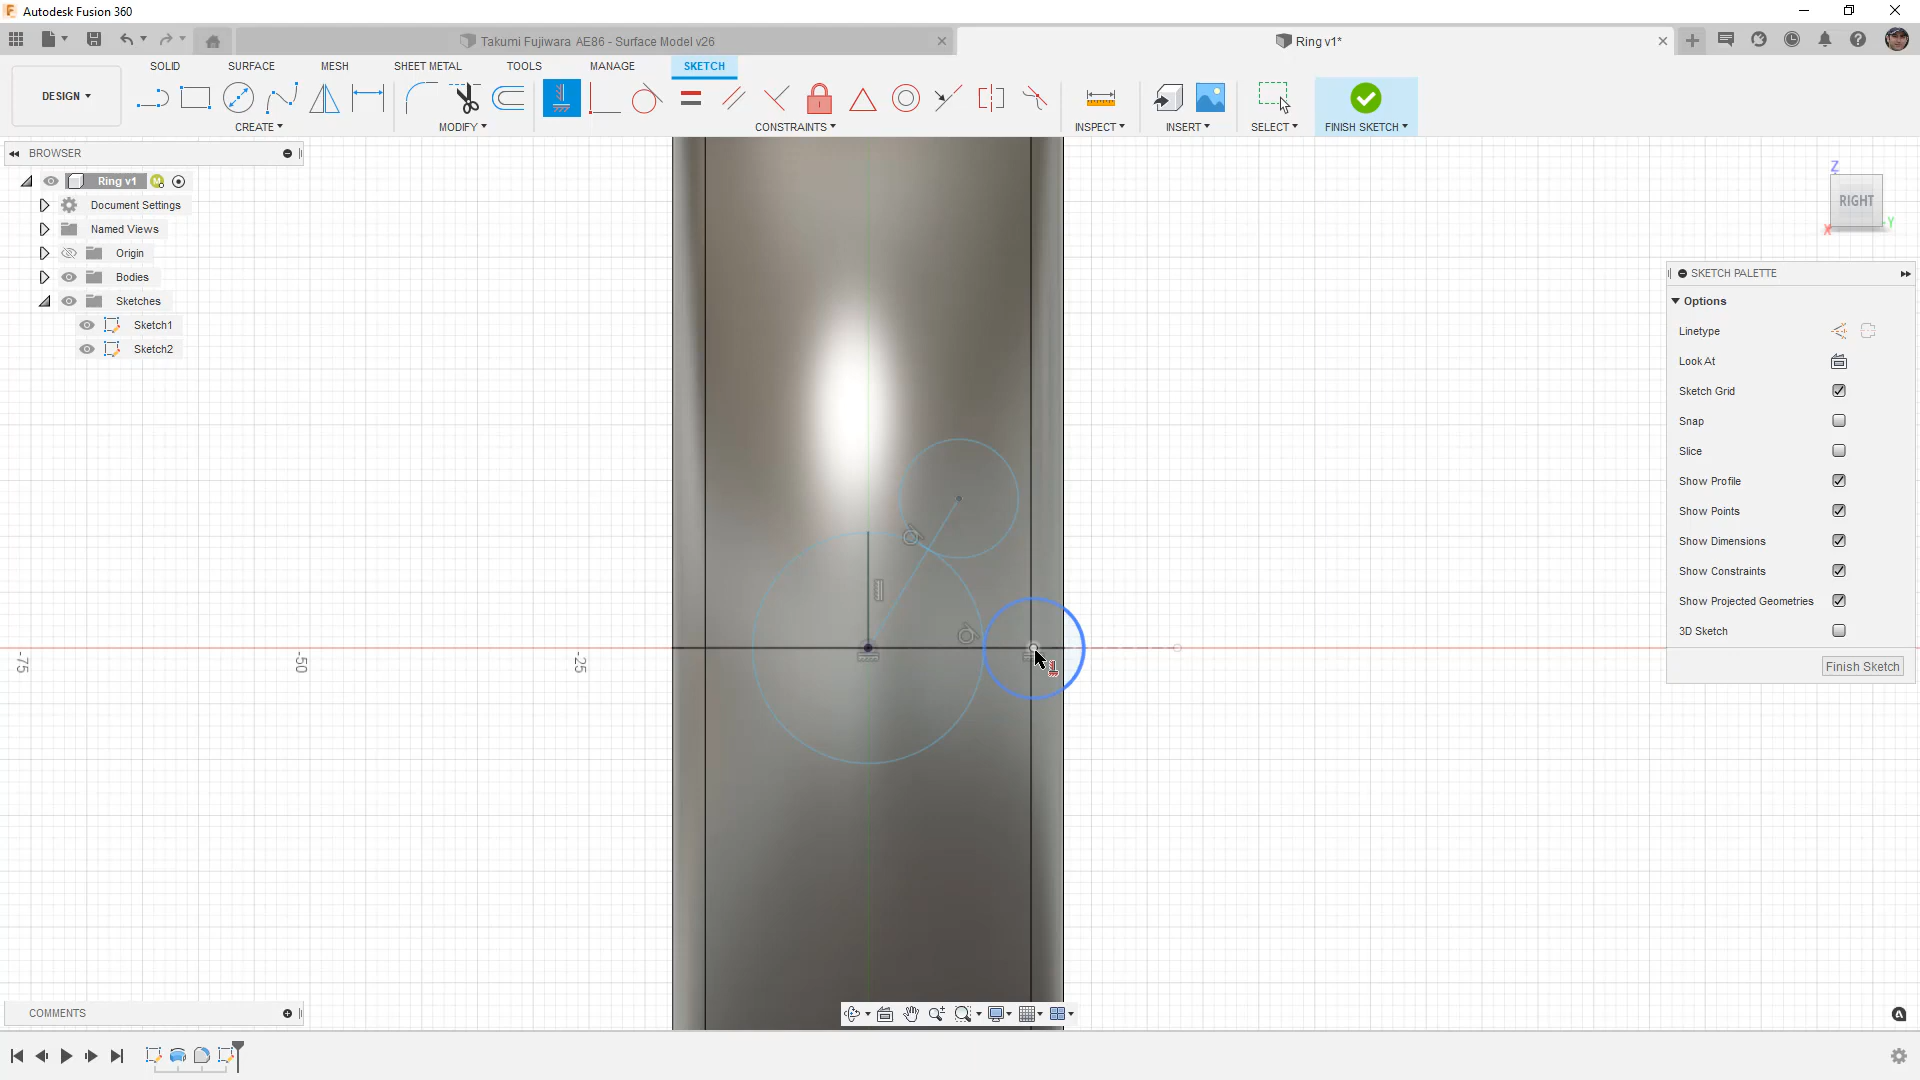 Autodesk Fusion 360
Takumi Fujiwara AE86 - Surface Model v26
Ring v1*
DESIGN
SOLID
SURFACE
MESH
SHEET METAL
TOOLS
MANAGE
SKETCH
CREATE
MODIFY
CONSTRAINTS
INSPECT
INSERT
SELECT
FINISH SKETCH
BROWSER
Ring v1
Document Settings
Named Views
Origin
Bodies
Sketches
Sketch1
Sketch2
Z
RIGHT
X
Y
SKETCH PALETTE
Options
Linetype
Look At
Sketch Grid
Snap
Slice
Show Profile
Show Points
Show Dimensions
Show Constraints
Show Projected Geometries
3D Sketch
Finish Sketch
-75
-50
-25
COMMENTS